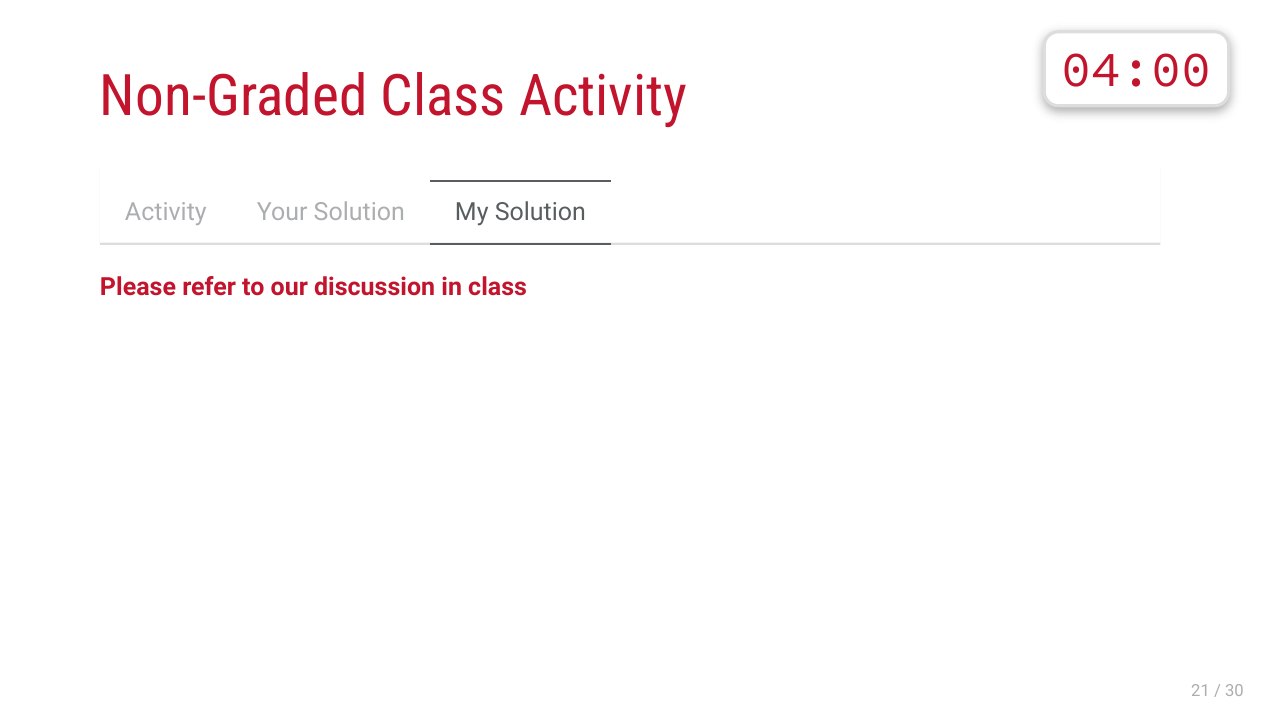 Non-Graded Class Activity
04:00
Activity Your Solution My Solution
Please refer to our discussion in class
21 / 30